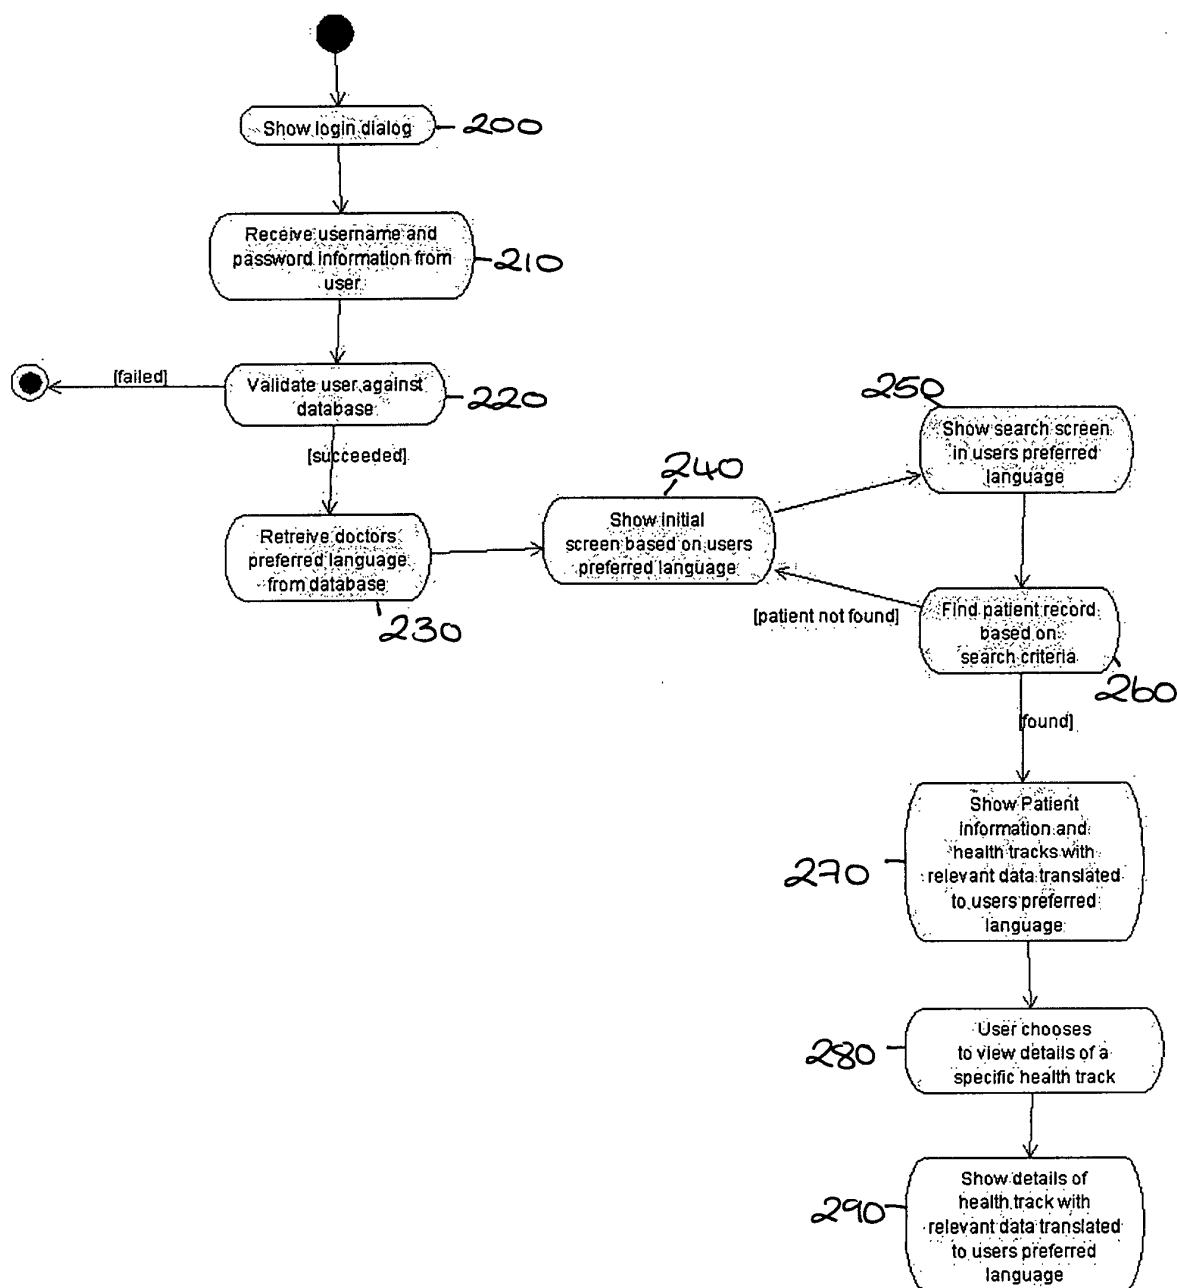 Show login dialog
200
Receive username and
password information from
user
210
[failed]
Validate user against
database
220
[succeeded]
Retreive doctors
preferred language
from database
230
240
Show initial
screen based on users
preferred language
250
Show search screen
in users preferred
language
[patient not found]
Find patient record
based on
search criteria
260
[found]
Show Patient
information and
health tracks with
relevant data translated
to users preferred
language
270
User chooses
to view details of a
specific health track
280
Show details of
health track with
relevant data translated
to users preferred
language
290